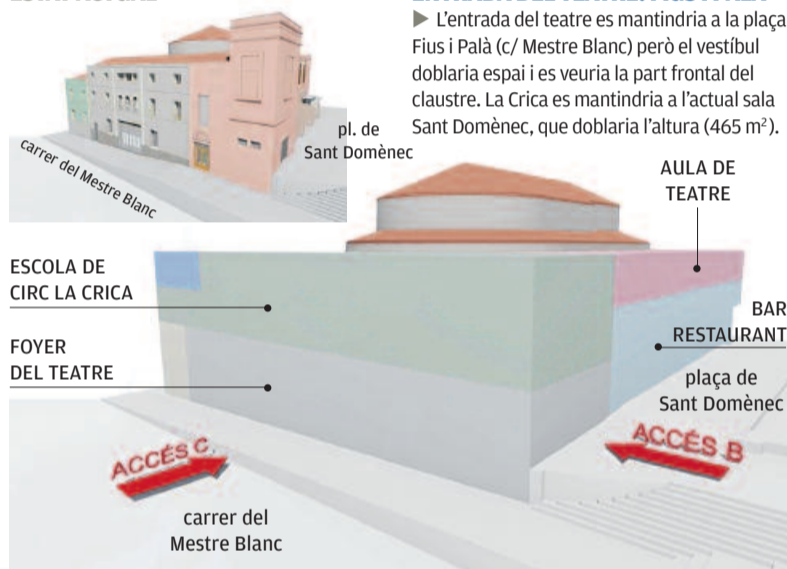 ▶ L'entrada del teatre es mantindria a la plaça
Fius i Palà (c/ Mestre Blanc) però el vestíbul
doblaria espai i es veuria la part frontal del
claustre. La Crica es mantindria a l'actual sala
Sant Domènec, que doblaria l'altura (465 m²).
pl. de
Sant Domènec
carrer del Mestre Blanc
AULA DE
TEATRE
ESCOLA DE
CIRC LA CRICA
BAR
RESTAURANT
FOYER
DEL TEATRE
plaça de
Sant Domènec
ACCÉS C
ACCÉS B
carrer del
Mestre Blanc